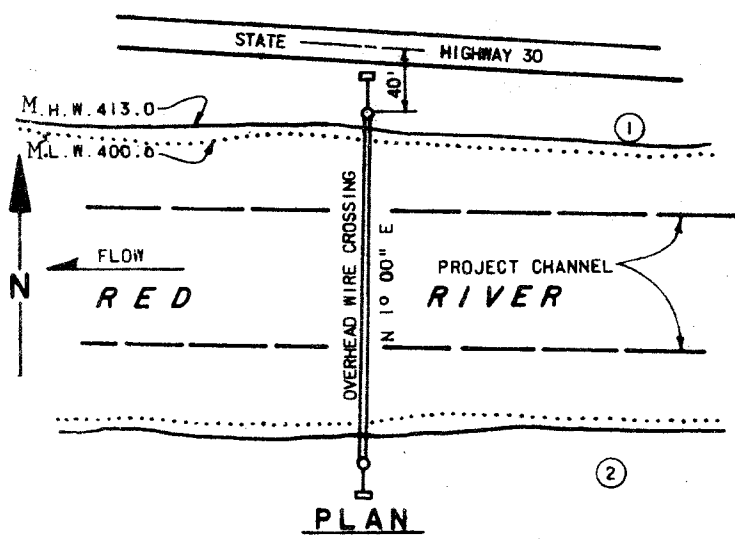 STATE HIGHWAY 30
40'
M.H.W. 413.0
M.L.W. 400.0
1
OVERHEAD WIRE CROSSING
N 1° 00" E
FLOW
PROJECT CHANNEL
N
RED RIVER
2
PLAN